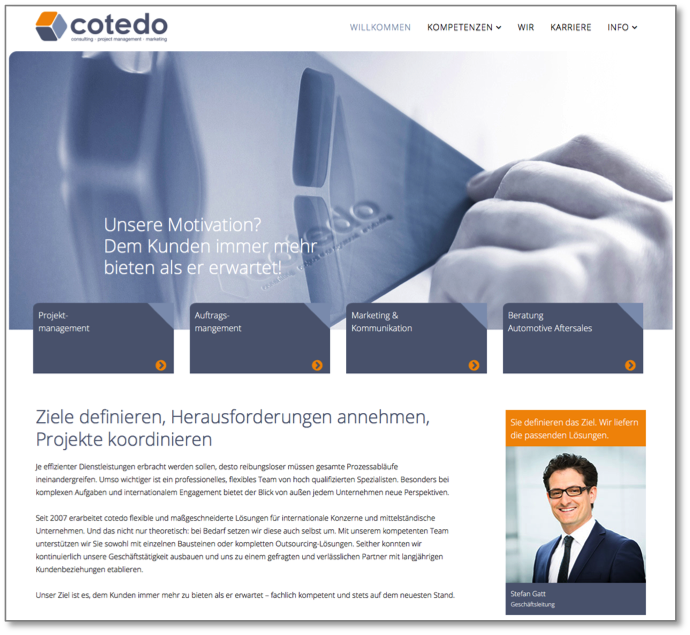 cotedo
consulting · project management · marketing
WILLKOMMEN KOMPETENZEN WIR KARRIERE INFO
Unsere Motivation?
Dem Kunden immer mehr
bieten als er erwartet!
cotedo
Projekt-
management
Auftrags-
mangement
Marketing &
Kommunikation
Beratung
Automotive Aftersales
Ziele definieren, Herausforderungen annehmen,
Projekte koordinieren
Je effizienter Dienstleistungen erbracht werden sollen, desto reibungsloser müssen gesamte Prozessabläufe
ineinandergreifen. Umso wichtiger ist ein professionelles, flexibles Team von hoch qualifizierten Spezialisten. Besonders bei
komplexen Aufgaben und internationalem Engagement bietet der Blick von außen jedem Unternehmen neue Perspektiven.
Seit 2007 erarbeitet cotedo flexible und maßgeschneiderte Lösungen für internationale Konzerne und mittelständische
Unternehmen. Und das nicht nur theoretisch: bei Bedarf setzen wir diese auch selbst um. Mit unserem kompetenten Team
unterstützen wir Sie sowohl mit einzelnen Bausteinen oder kompletten Outsourcing-Lösungen. Seither konnten wir
kontinuierlich unsere Geschäftstätigkeit ausbauen und uns zu einem gefragten und verlässlichen Partner mit langjährigen
Kundenbeziehungen etablieren.
Unser Ziel ist es, dem Kunden immer mehr zu bieten als er erwartet – fachlich kompetent und stets auf dem neuesten Stand.
Sie definieren das Ziel. Wir liefern
die passenden Lösungen.
Stefan Gatt
Geschäftsleitung